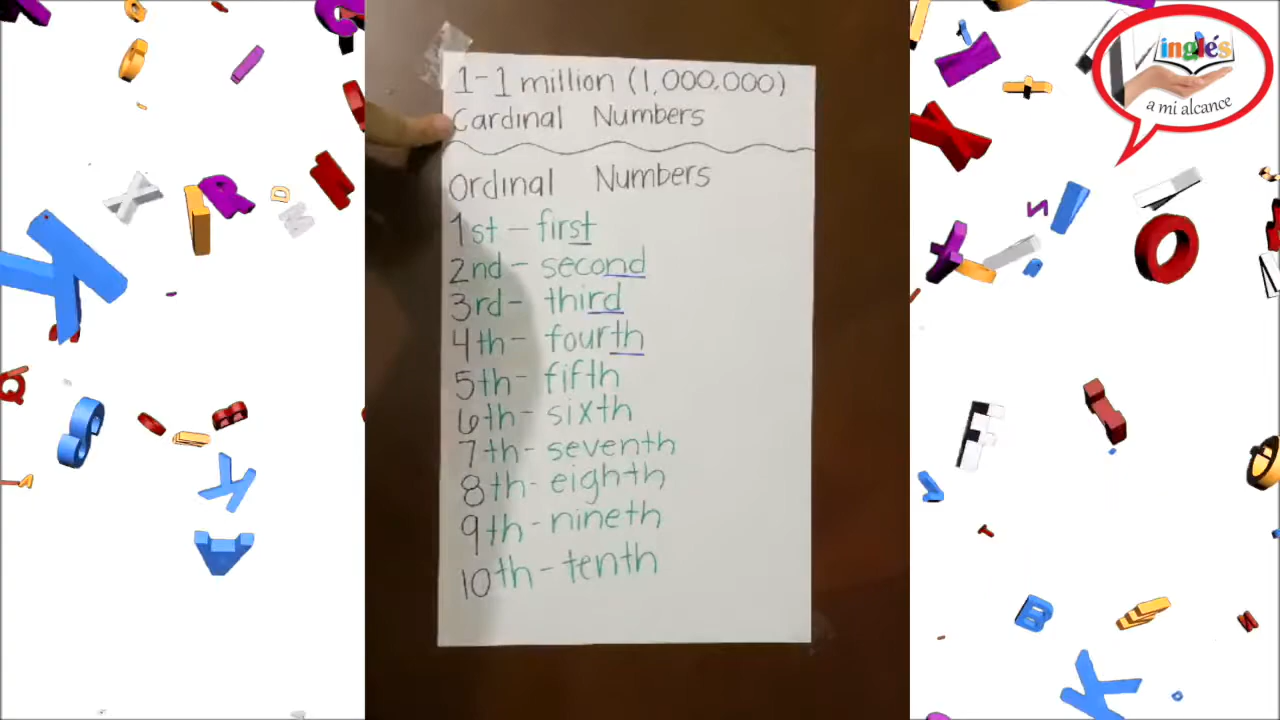 1-1 million (1,000,000)
Cardinal Numbers
Ordinal Numbers
1st - first
2nd - second
3rd - third
4th - fourth
5th - fifth
6th - sixth
7th - seventh
8th - eighth
9th - nineth
10th - tenth
inglés
a mi alcance